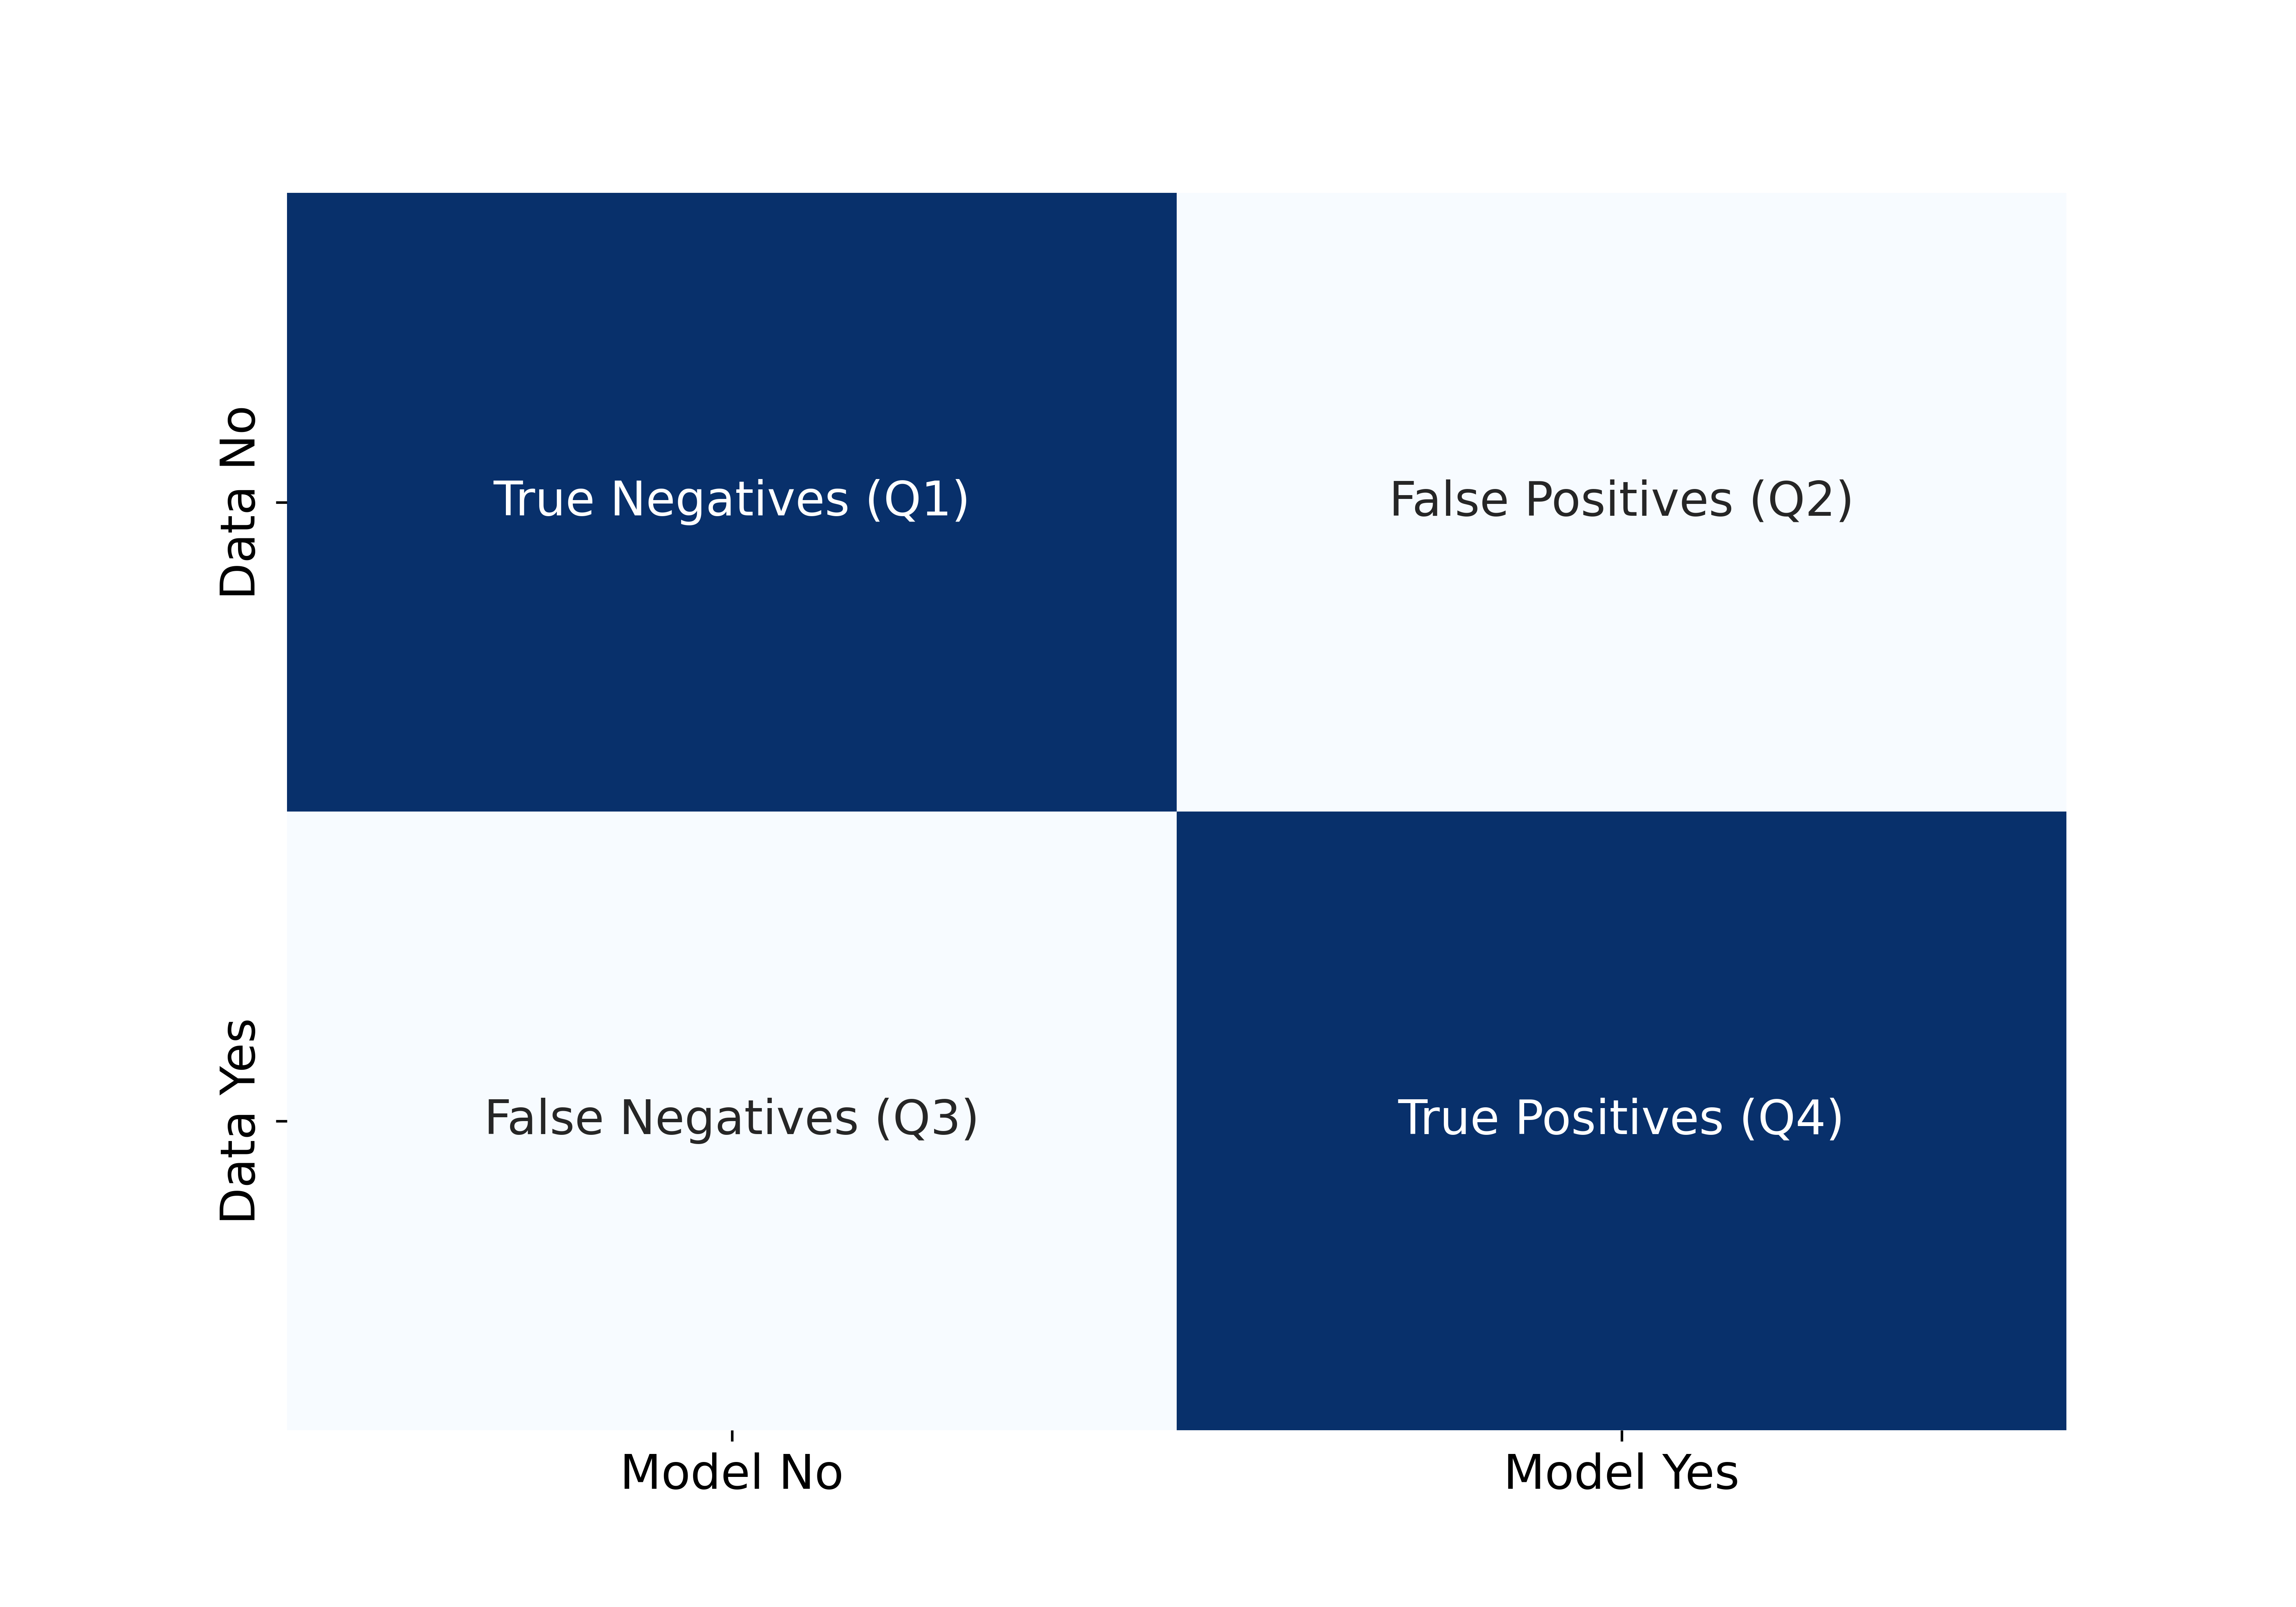 Data No
True Negatives (Q1)
False Positives (Q2)
Data Yes
False Negatives (Q3)
True Positives (Q4)
Model No
Model Yes